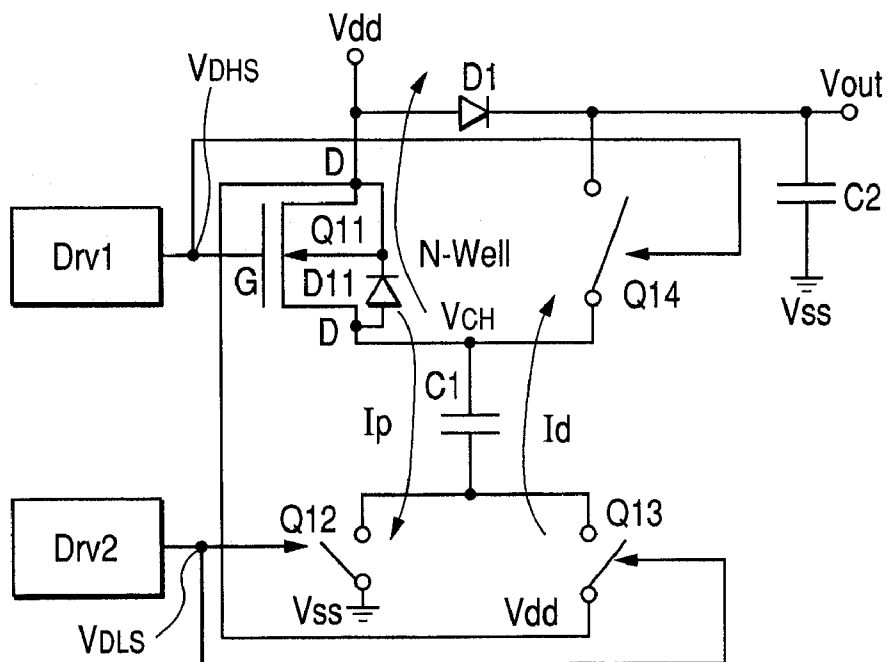 Vdd
VDHS
D1
Vout
D
C2
Drv1
Q11
N-Well
G
D11
Q14
Vss
D
VCH
C1
Ip
Id
Q12
Q13
Drv2
Vss
Vdd
VDLS